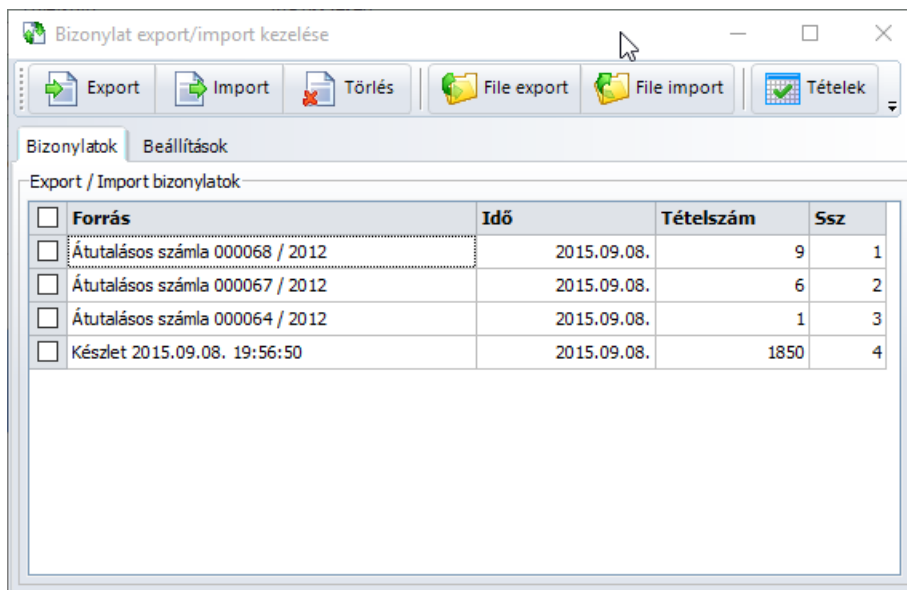 Bizonylat export/import kezelése
Export Import Törlés File export File import Tételek
Bizonylatok Beállítások
Export / Import bizonylatok
Forrás Idő Tételszám Ssz
Átutalásos számla 000068 / 2012 2015.09.08. 9 1
Átutalásos számla 000067 / 2012 2015.09.08. 6 2
Átutalásos számla 000064 / 2012 2015.09.08. 1 3
Készlet 2015.09.08. 19:56:50 2015.09.08. 1850 4